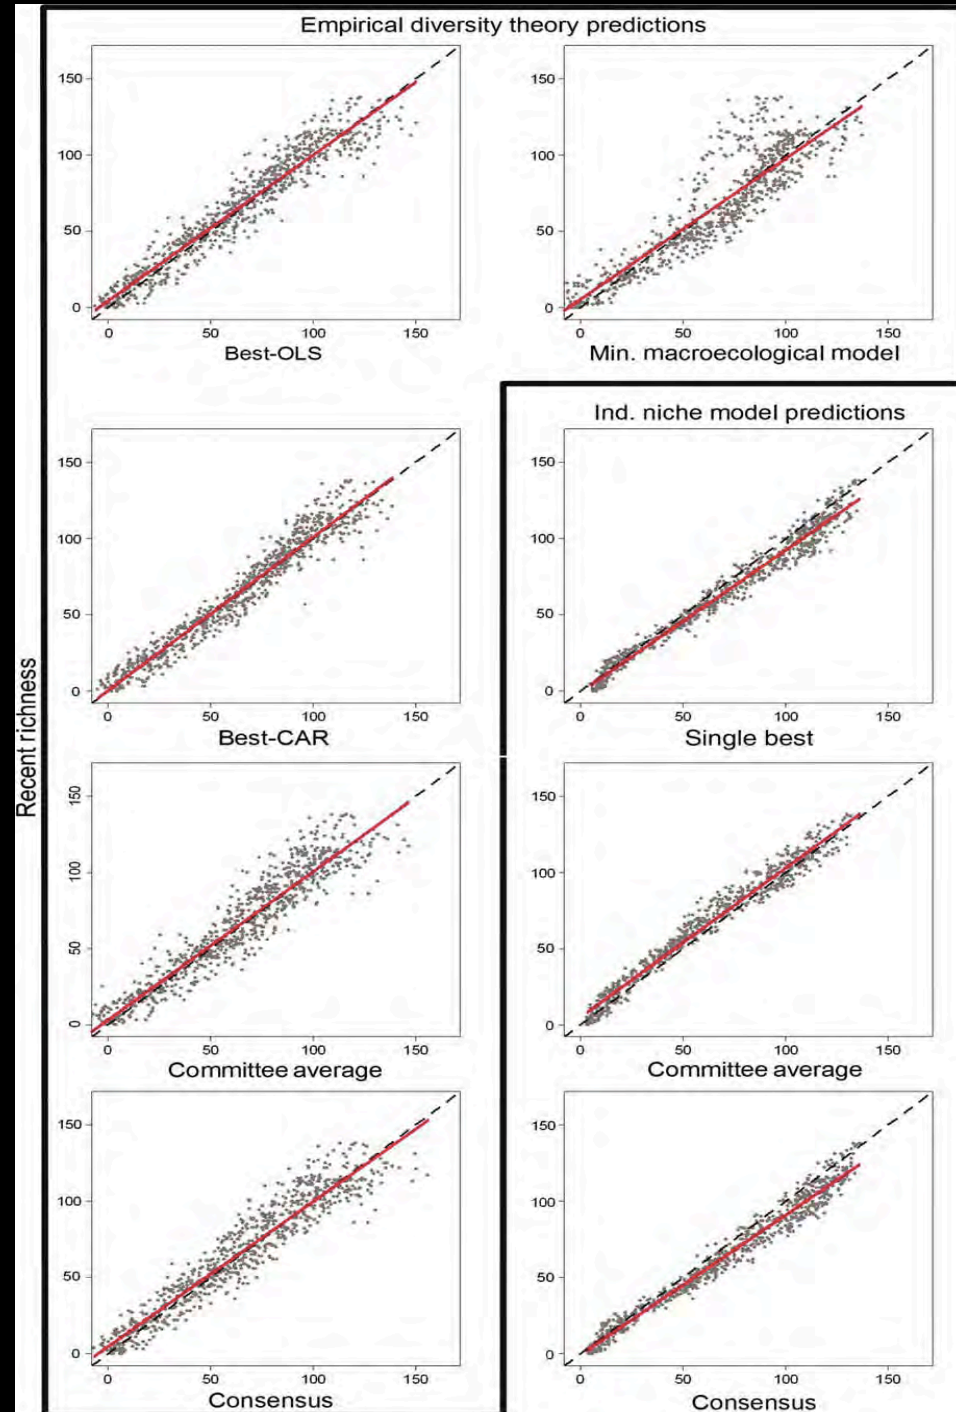 Empirical diversity theory predictions
150
100
50
0
0 50 100 150
Best-OLS
150
100
50
0
0 50 100 150
Min. macroecological model
Recent richness
150
100
50
0
0 50 100 150
Best-CAR
Ind. niche model predictions
150
100
50
0
0 50 100 150
Single best
150
100
50
0
0 50 100 150
Committee average
150
100
50
0
0 50 100 150
Committee average
150
100
50
0
0 50 100 150
Consensus
150
100
50
0
0 50 100 150
Consensus